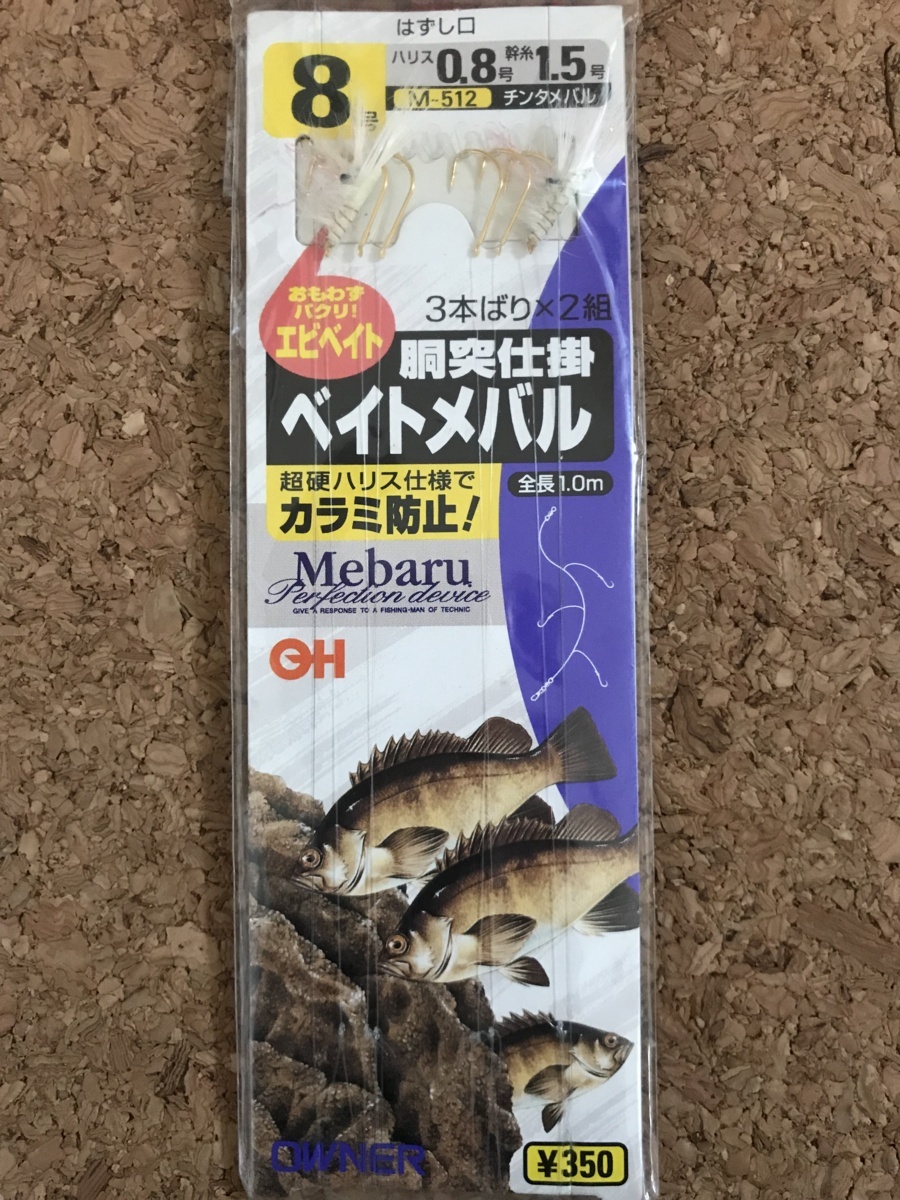 はずし口
8号
ハリス0.8号 幹糸1.5号
M-512 チンタメバル
おもわず
パクリ!
エビベイト
3本ばり×2組
胴突仕掛
ベイトメバル
超硬ハリス仕様で
カラミ防止!
全長1.0m
Mebaru
Perfection device
GIVE A RESPONSE TO A FISHING-MAN OF TECHNIC
OH
OWNER
¥350